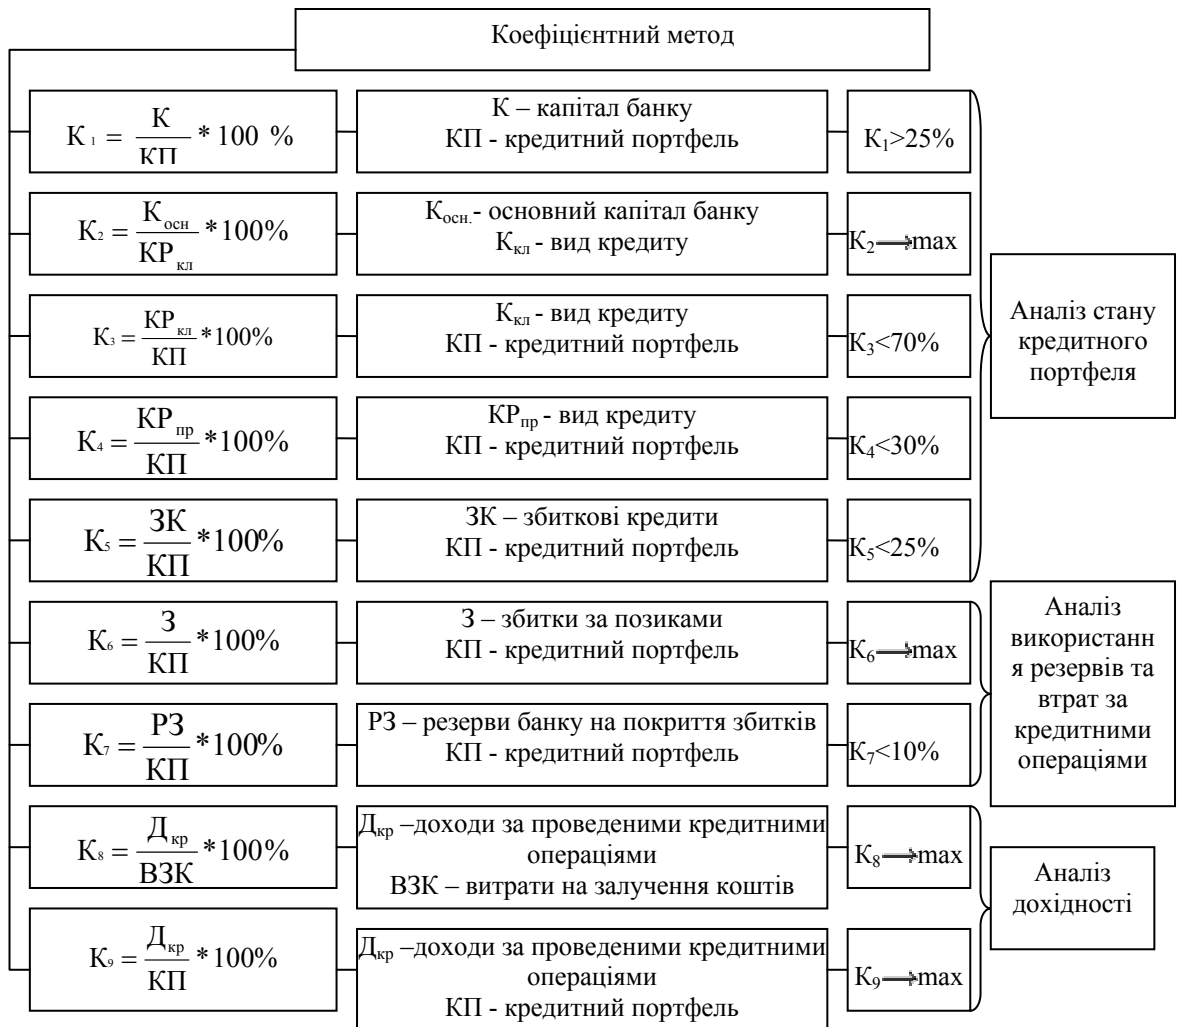 Коефіцієнтний метод
К₁ = К/КП * 100 %
К – капітал банку
КП - кредитний портфель
К₁>25%
К₂ = К_осн/КР_кл *100%
К_осн.- основний капітал банку
К_кл - вид кредиту
К₂→max
К₃ = КР_кл/КП *100%
К_кл - вид кредиту
КП - кредитний портфель
К₃<70%
К₄ = КР_пр/КП *100%
КР_пр - вид кредиту
КП - кредитний портфель
К₄<30%
К₅ = ЗК/КП *100%
ЗК – збиткові кредити
КП - кредитний портфель
К₅<25%
Аналіз стану
кредитного
портфеля
К₆ = З/КП *100%
З – збитки за позиками
КП - кредитний портфель
К₆→max
К₇ = РЗ/КП *100%
РЗ – резерви банку на покриття збитків
КП - кредитний портфель
К₇<10%
Аналіз
використанн
я резервів та
втрат за
кредитними
операціями
К₈ = Д_кр/ВЗК *100%
Д_кр –доходи за проведеними кредитними
операціями
ВЗК – витрати на залучення коштів
К₈→max
К₉ = Д_кр/КП *100%
Д_кр –доходи за проведеними кредитними
операціями
КП - кредитний портфель
К₉→max
Аналіз
дохідності